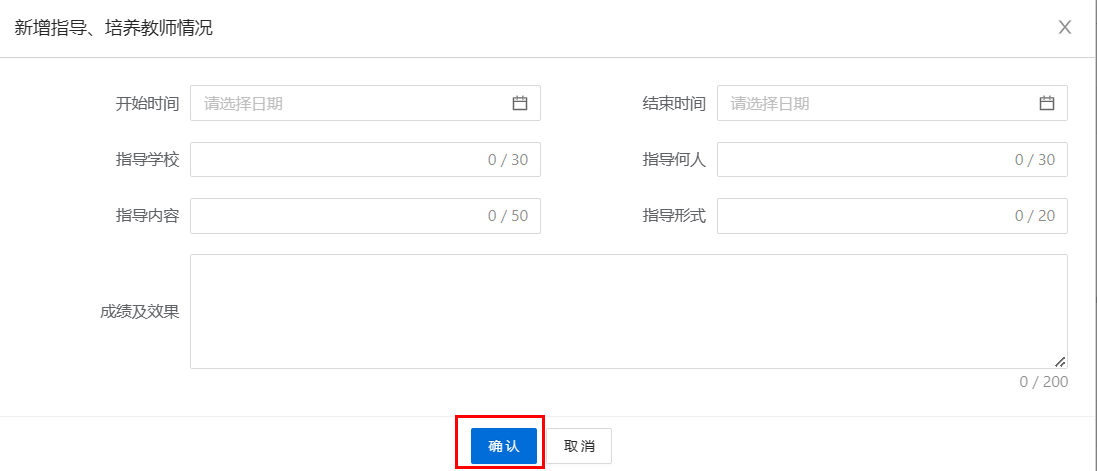 新增指导、培养教师情况
开始时间 请选择日期 结束时间 请选择日期
指导学校 0 / 30 指导何人 0 / 30
指导内容 0 / 50 指导形式 0 / 20
成绩及效果
0 / 200
确认 取消